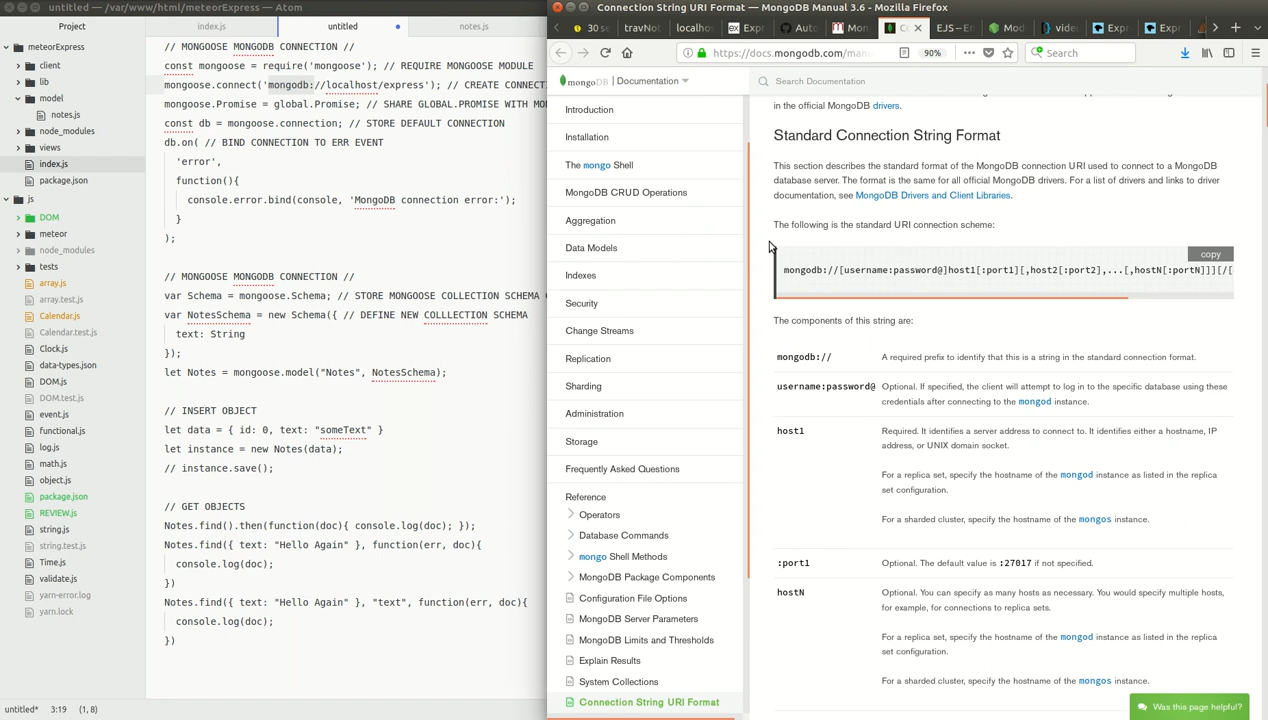 untitled — /var/www/html/meteorExpress — Atom
Project
meteorExpress
client
lib
model
notes.js
node_modules
views
index.js
package.json
js
DOM
meteor
node_modules
tests
array.js
array.test.js
Calendar.js
Calendar.test.js
Clock.js
data-types.json
DOM.js
DOM.test.js
event.js
functional.js
log.js
math.js
object.js
package.json
REVIEW.js
string.js
string.test.js
Time.js
validate.js
yarn-error.log
yarn.lock
index.js
untitled
notes.js
// MONGOOSE MONGODB CONNECTION //
const mongoose = require('mongoose'); // REQUIRE MONGOOSE MODULE
mongoose.connect('mongodb://localhost/express'); // CREATE CONNECTI
mongoose.Promise = global.Promise; // SHARE GLOBAL.PROMISE WITH MON
const db = mongoose.connection; // STORE DEFAULT CONNECTION
db.on( // BIND CONNECTION TO ERR EVENT
'error',
function(){
console.error.bind(console, 'MongoDB connection error:');
}
);
// MONGOOSE MONGODB CONNECTION //
var Schema = mongoose.Schema; // STORE MONGOOSE COLLECTION SCHEMA
var NotesSchema = new Schema({ // DEFINE NEW COLLLECTION SCHEMA
text: String
});
let Notes = mongoose.model("Notes", NotesSchema);
// INSERT OBJECT
let data = { id: 0, text: "someText" }
let instance = new Notes(data);
// instance.save();
// GET OBJECTS
Notes.find().then(function(doc){ console.log(doc); });
Notes.find({ text: "Hello Again" }, function(err, doc){
console.log(doc);
})
Notes.find({ text: "Hello Again" }, "text", function(err, doc){
console.log(doc);
})
untitled* 3:19 (1, 8)
Connection String URI Format — MongoDB Manual 3.6 - Mozilla Firefox
30 se
travNot
localhos
Expr
Auto
Mon
EJS – E
Mod
video
Expr
Expr
https://docs.mongodb.com/manu
90%
Search
mongoDB | Documentation
Search Documentation
Introduction
Installation
The mongo Shell
MongoDB CRUD Operations
Aggregation
Data Models
Indexes
Security
Change Streams
Replication
Sharding
Administration
Storage
Frequently Asked Questions
Reference
Operators
Database Commands
mongo Shell Methods
MongoDB Package Components
Configuration File Options
MongoDB Server Parameters
MongoDB Limits and Thresholds
Explain Results
System Collections
Connection String URI Format
in the official MongoDB drivers.
Standard Connection String Format
This section describes the standard format of the MongoDB connection URI used to connect to a MongoDB
database server. The format is the same for all official MongoDB drivers. For a list of drivers and links to driver
documentation, see MongoDB Drivers and Client Libraries.
The following is the standard URI connection scheme:
copy
mongodb://[username:password@]host1[:port1][,host2[:port2],...[,hostN[:portN]]][/[
The components of this string are:
mongodb:// A required prefix to identify that this is a string in the standard connection format.
username:password@ Optional. If specified, the client will attempt to log in to the specific database using these
credentials after connecting to the mongod instance.
host1 Required. It identifies a server address to connect to. It identifies either a hostname, IP
address, or UNIX domain socket.
For a replica set, specify the hostname of the mongod instance as listed in the replica
set configuration.
For a sharded cluster, specify the hostname of the mongos instance.
:port1 Optional. The default value is :27017 if not specified.
hostN Optional. You can specify as many hosts as necessary. You would specify multiple hosts,
for example, for connections to replica sets.
For a replica set, specify the hostname of the mongod instance as listed in the replica
set configuration.
For a sharded cluster, specify the hostname of the mongos instance.
Was this page helpful?